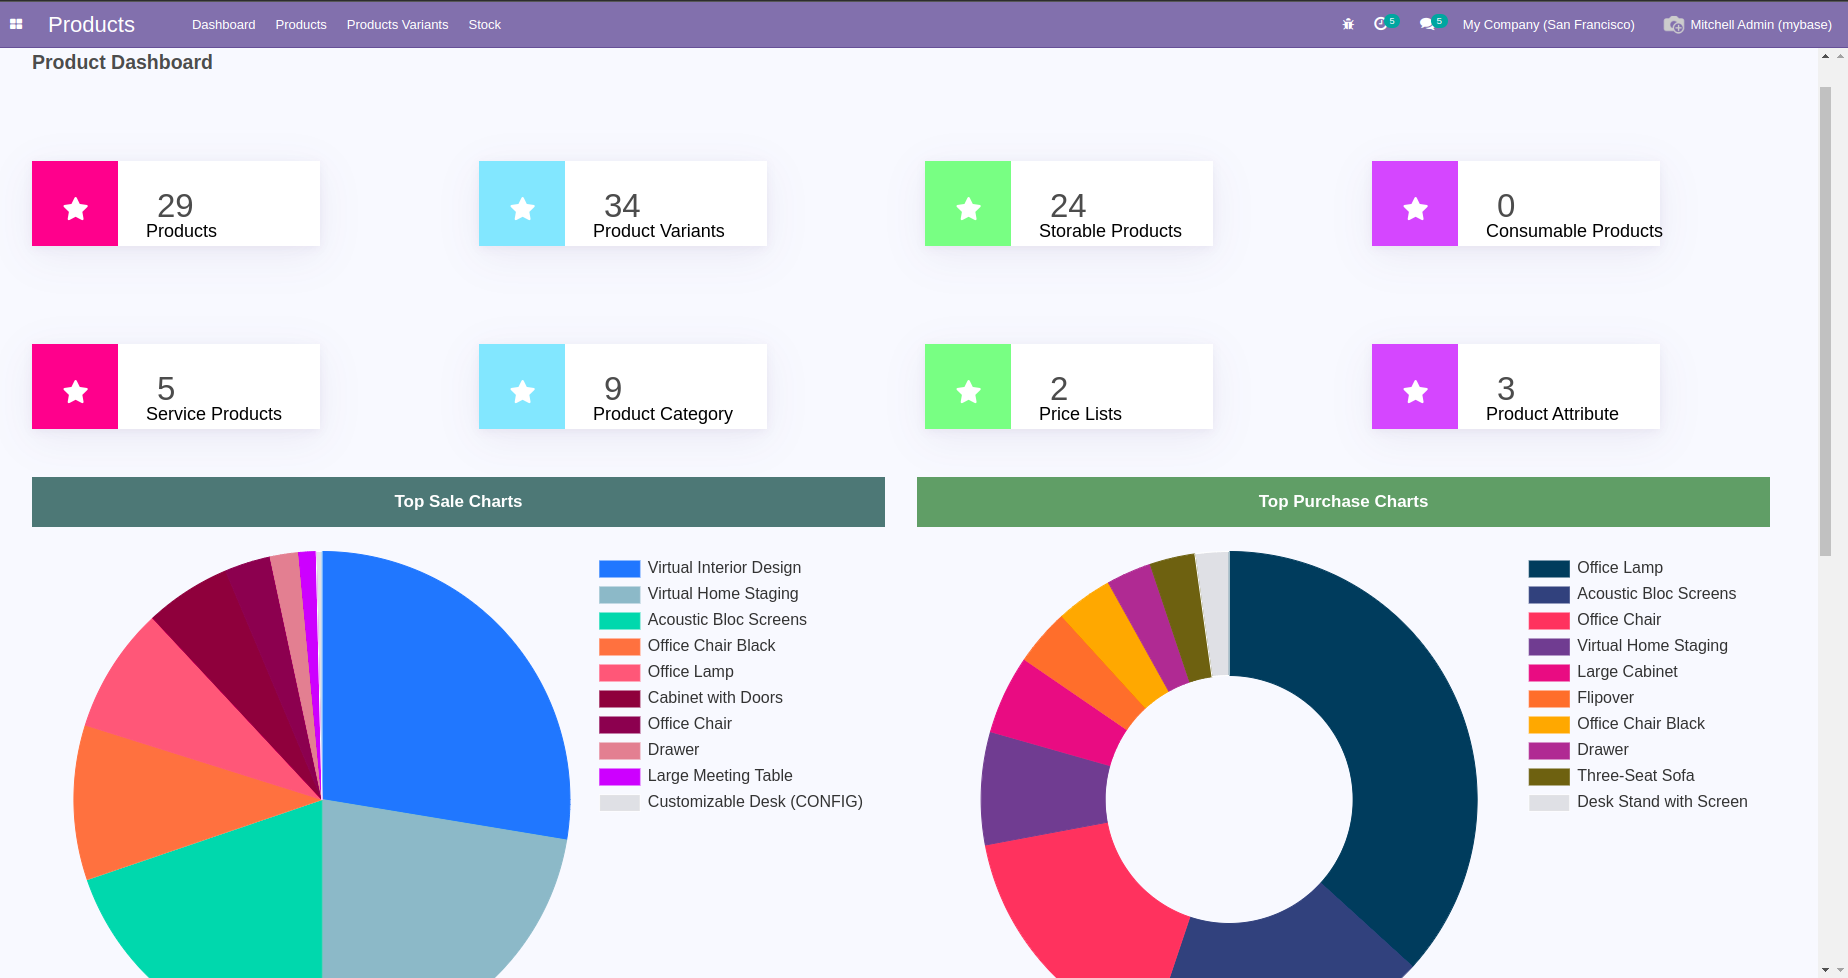 Products
Dashboard Products Products Variants Stock
5 5 My Company (San Francisco) Mitchell Admin (mybase)
Product Dashboard
29
Products
34
Product Variants
24
Storable Products
0
Consumable Products
5
Service Products
9
Product Category
2
Price Lists
3
Product Attribute
Top Sale Charts
Virtual Interior Design
Virtual Home Staging
Acoustic Bloc Screens
Office Chair Black
Office Lamp
Cabinet with Doors
Office Chair
Drawer
Large Meeting Table
Customizable Desk (CONFIG)
Top Purchase Charts
Office Lamp
Acoustic Bloc Screens
Office Chair
Virtual Home Staging
Large Cabinet
Flipover
Office Chair Black
Drawer
Three-Seat Sofa
Desk Stand with Screen